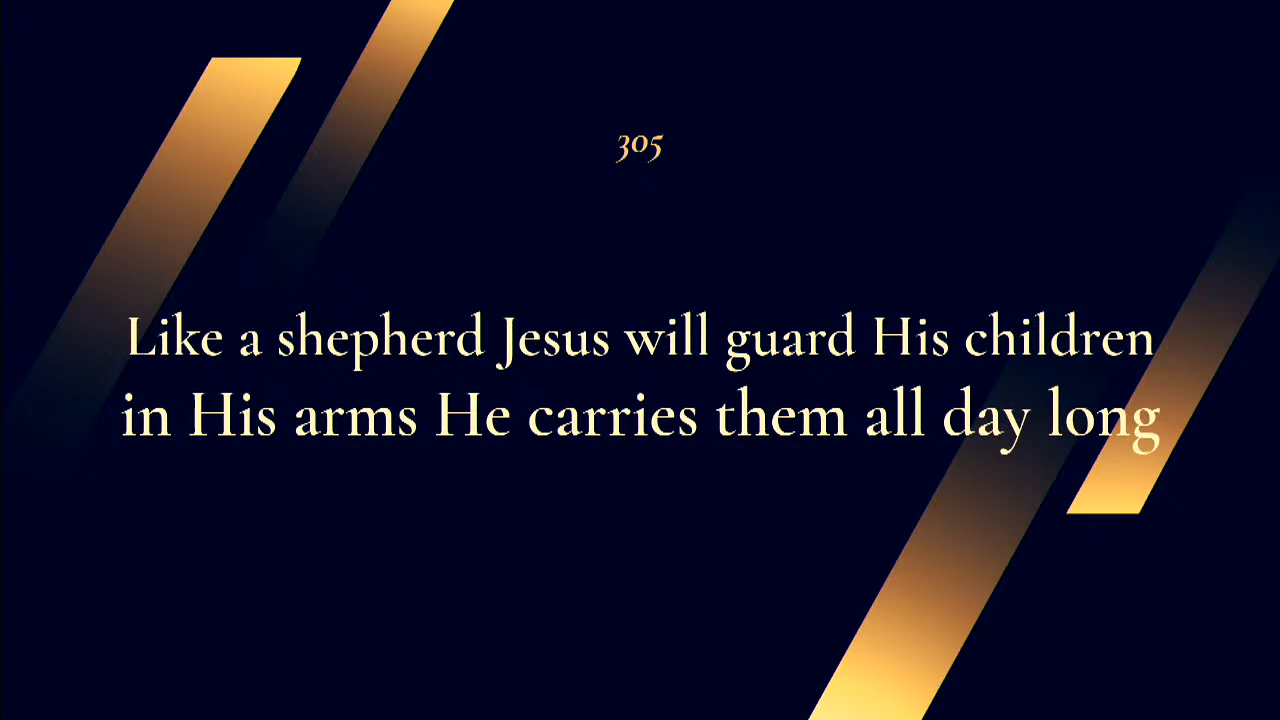 305
Like a shepherd Jesus will guard His children
in His arms He carries them all day long